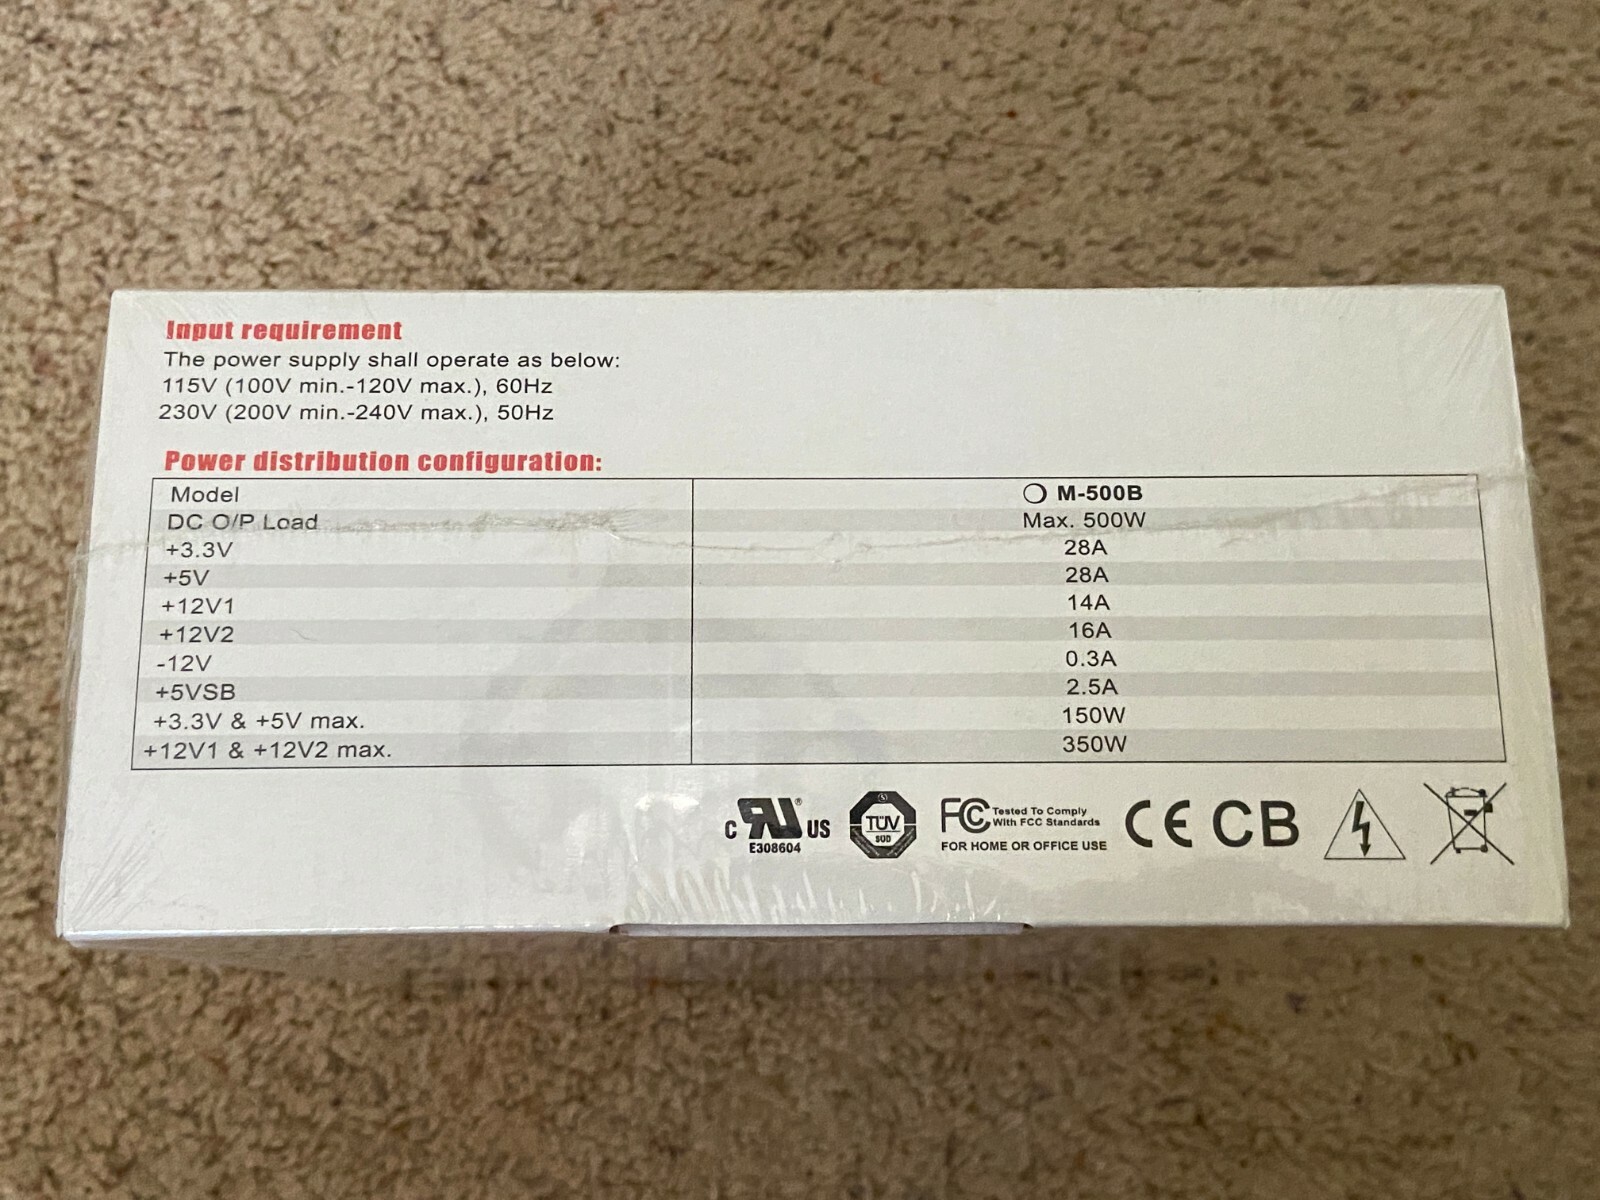 Input requirement
The power supply shall operate as below:
115V (100V min.-120V max.), 60Hz
230V (200V min.-240V max.), 50Hz
Power distribution configuration:
Model M-500B
DC O/P Load Max. 500W
+3.3V 28A
+5V 28A
+12V1 14A
+12V2 16A
-12V 0.3A
+5VSB 2.5A
+3.3V & +5V max. 150W
+12V1 & +12V2 max. 350W
C RU ® US
E308604
TÜV
SÜD
FC Tested To Comply
With FCC Standards
FOR HOME OR OFFICE USE
CE CB